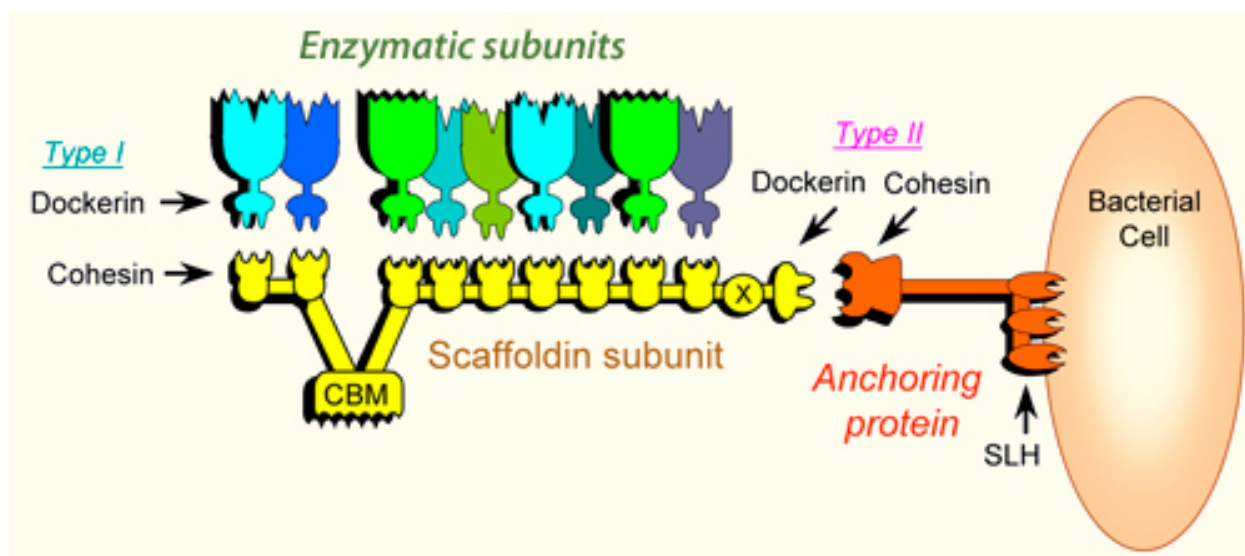 Enzymatic subunits
Type I
Type II
Dockerin
Dockerin
Cohesin
Cohesin
Bacterial
Cell
X
Scaffoldin subunit
CBM
Anchoring
protein
SLH